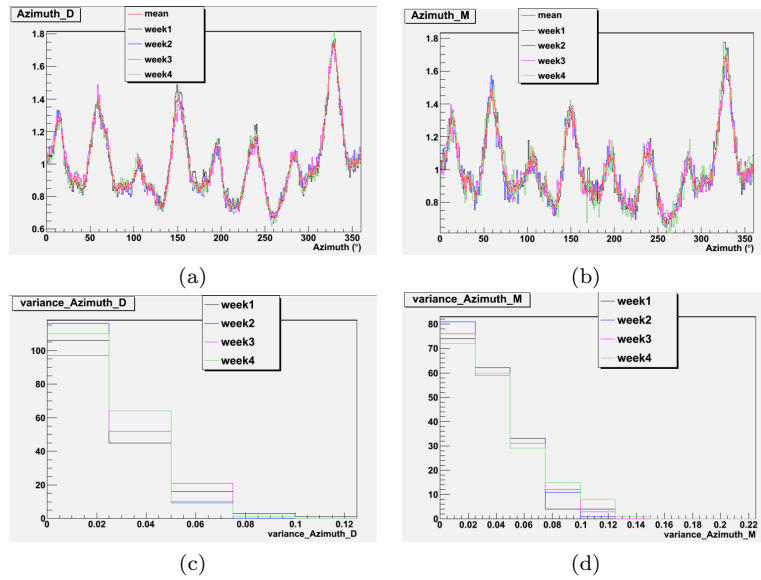 Azimuth_D
mean
week1
week2
week3
week4
1.8
1.6
1.4
1.2
1
0.8
0.6
0 50 100 150 200 250 300 350
Azimuth (°)
(a)
Azimuth_M
mean
week1
week2
week3
week4
1.8
1.6
1.4
1.2
1
0.8
0 50 100 150 200 250 300 350
Azimuth (°)
(b)
variance_Azimuth_D
week1
week2
week3
week4
100
80
60
40
20
0
0.02 0.04 0.06 0.08 0.1 0.12
variance_Azimuth_D
(c)
variance_Azimuth_M
week1
week2
week3
week4
80
70
60
50
40
30
20
10
0
0 0.02 0.04 0.06 0.08 0.1 0.12 0.14 0.16 0.18 0.2 0.22
variance_Azimuth_M
(d)